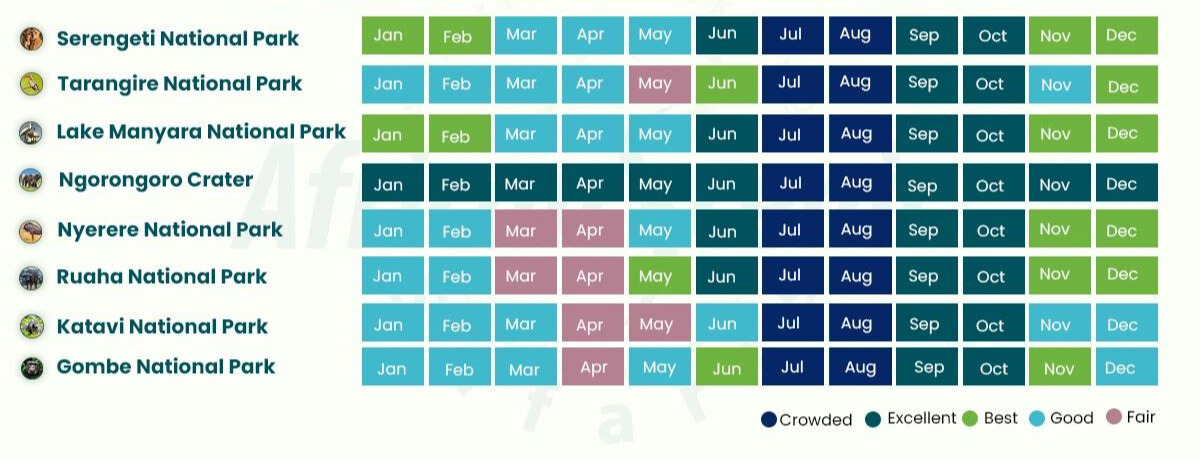 Serengeti National Park Jan Feb Mar Apr May Jun Jul Aug Sep Oct Nov Dec
Tarangire National Park Jan Feb Mar Apr May Jun Jul Aug Sep Oct Nov Dec
Lake Manyara National Park Jan Feb Mar Apr May Jun Jul Aug Sep Oct Nov Dec
Ngorongoro Crater Jan Feb Mar Apr May Jun Jul Aug Sep Oct Nov Dec
Nyerere National Park Jan Feb Mar Apr May Jun Jul Aug Sep Oct Nov Dec
Ruaha National Park Jan Feb Mar Apr May Jun Jul Aug Sep Oct Nov Dec
Katavi National Park Jan Feb Mar Apr May Jun Jul Aug Sep Oct Nov Dec
Gombe National Park Jan Feb Mar Apr May Jun Jul Aug Sep Oct Nov Dec
Crowded Excellent Best Good Fair